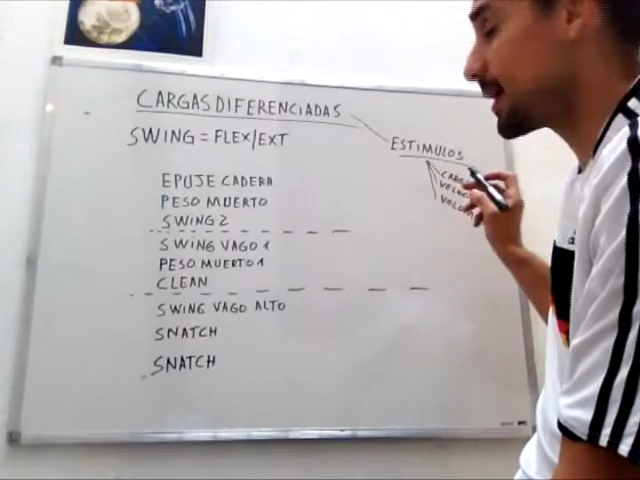 CARGAS DIFERENCIADAS
SWING = FLEX/EXT
ESTIMULOS
EPUJE CADERA
PESO MUERTO
SWING 2
SWING VAGO 1
PESO MUERTO 1
CLEAN
SWING VAGO ALTO
SNATCH
SNATCH